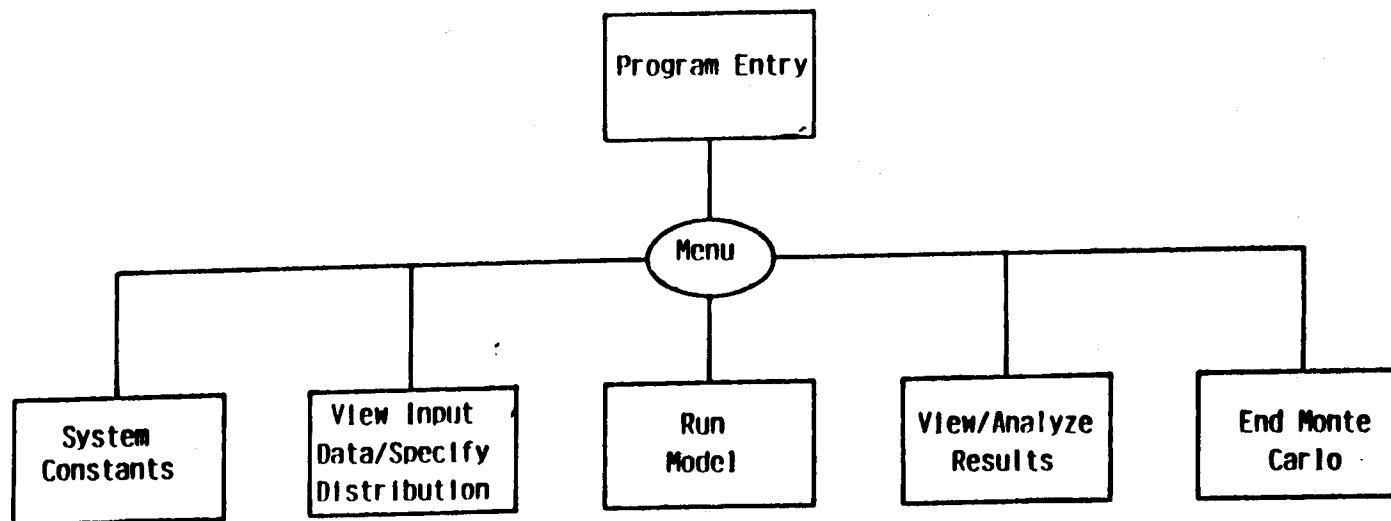 Program Entry
Menu
System
Constants
View Input
Data/Specify
Distribution
Run
Model
View/Analyze
Results
End Monte
Carlo